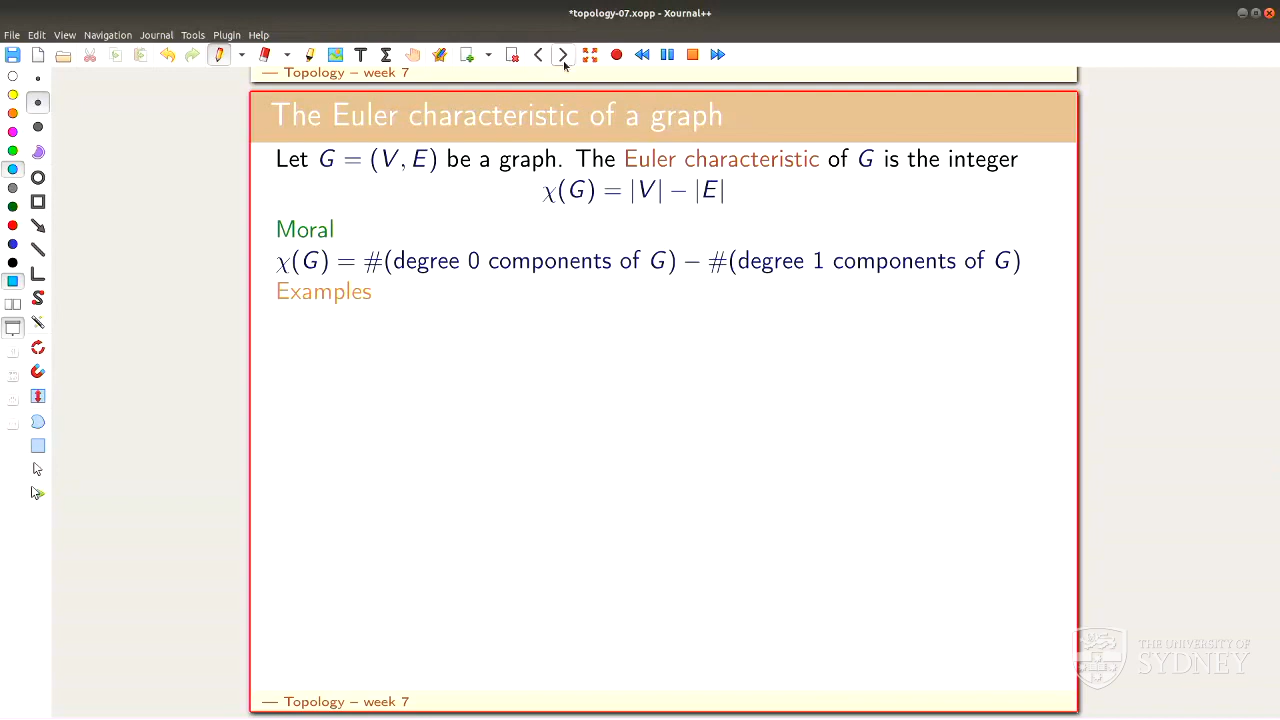 *topology-07.xopp - Xournal++
File Edit View Navigation Journal Tools Plugin Help
— Topology – week 7
The Euler characteristic of a graph
Let G = (V, E) be a graph. The Euler characteristic of G is the integer
χ(G) = |V| − |E|
Moral
χ(G) = #(degree 0 components of G) − #(degree 1 components of G)
Examples
THE UNIVERSITY OF
SYDNEY
— Topology – week 7